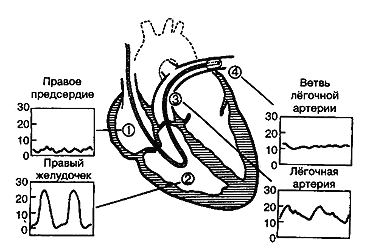 Правое
предсердие
30
20
10
0
Правый
желудочек
30
20
10
0
①
②
③
④
Ветвь
лёгочной
артерии
30
20
10
0
Лёгочная
артерия
30
20
10
0